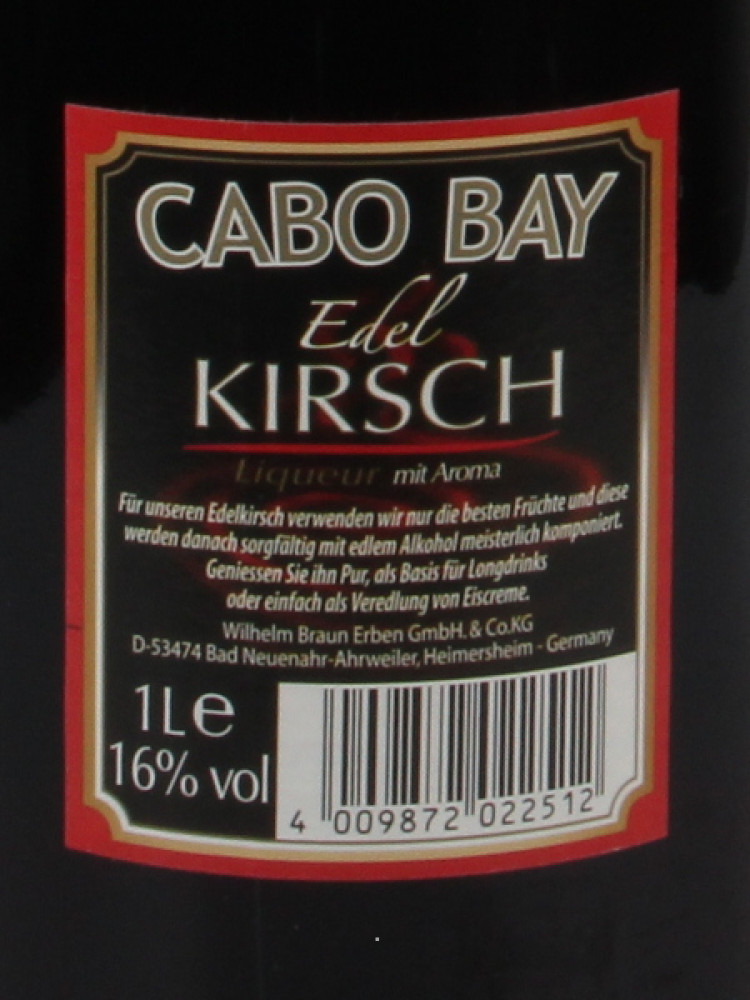 CABO BAY
Edel
KIRSCH
Liqueur mit Aroma
Für unseren Edelkirsch verwenden wir nur die besten Früchte und diese
werden danach sorgfältig mit edlem Alkohol meisterlich komponiert.
Geniessen Sie ihn Pur, als Basis für Longdrinks
oder einfach als Veredlung von Eiscreme.
Wilhelm Braun Erben GmbH. & Co.KG
D-53474 Bad Neuenahr-Ahrweiler, Heimersheim - Germany
1L e
16% vol
4 009872 022512